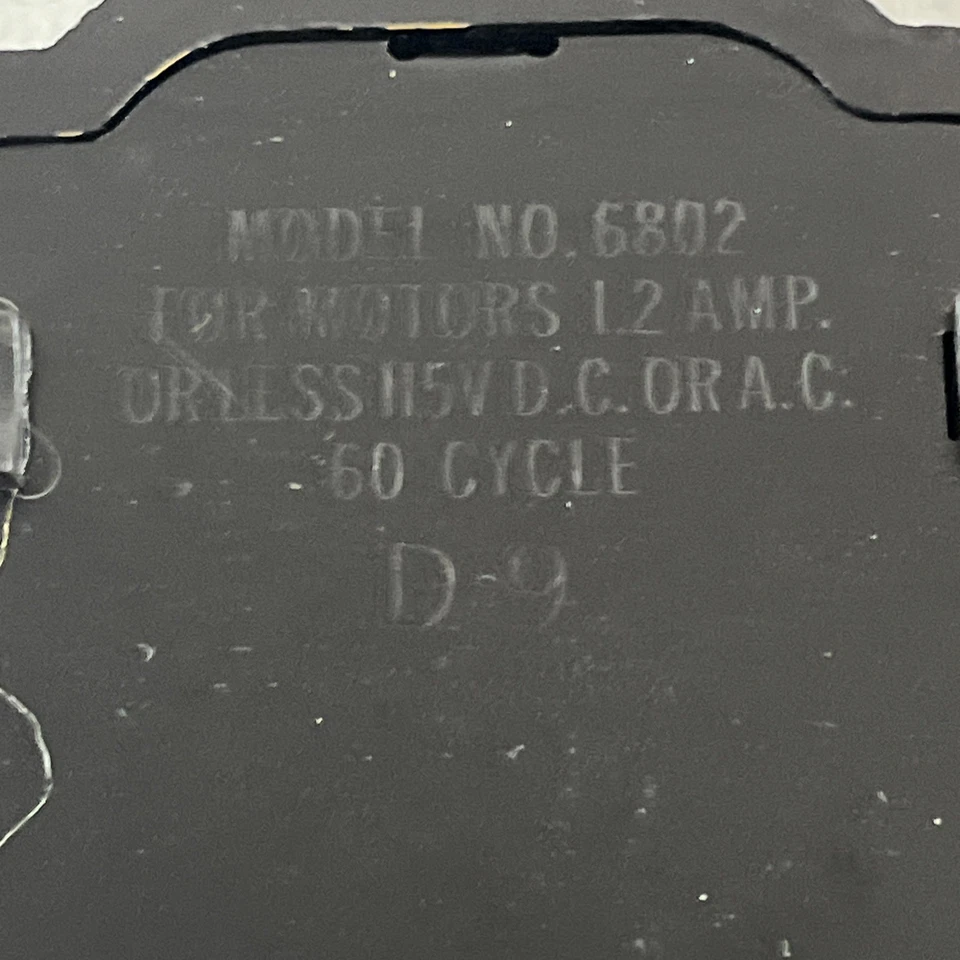 MODEL NO. 6802
FOR MOTORS 1.2 AMP.
OR LESS 115V D.C. OR A.C.
60 CYCLE
D-9